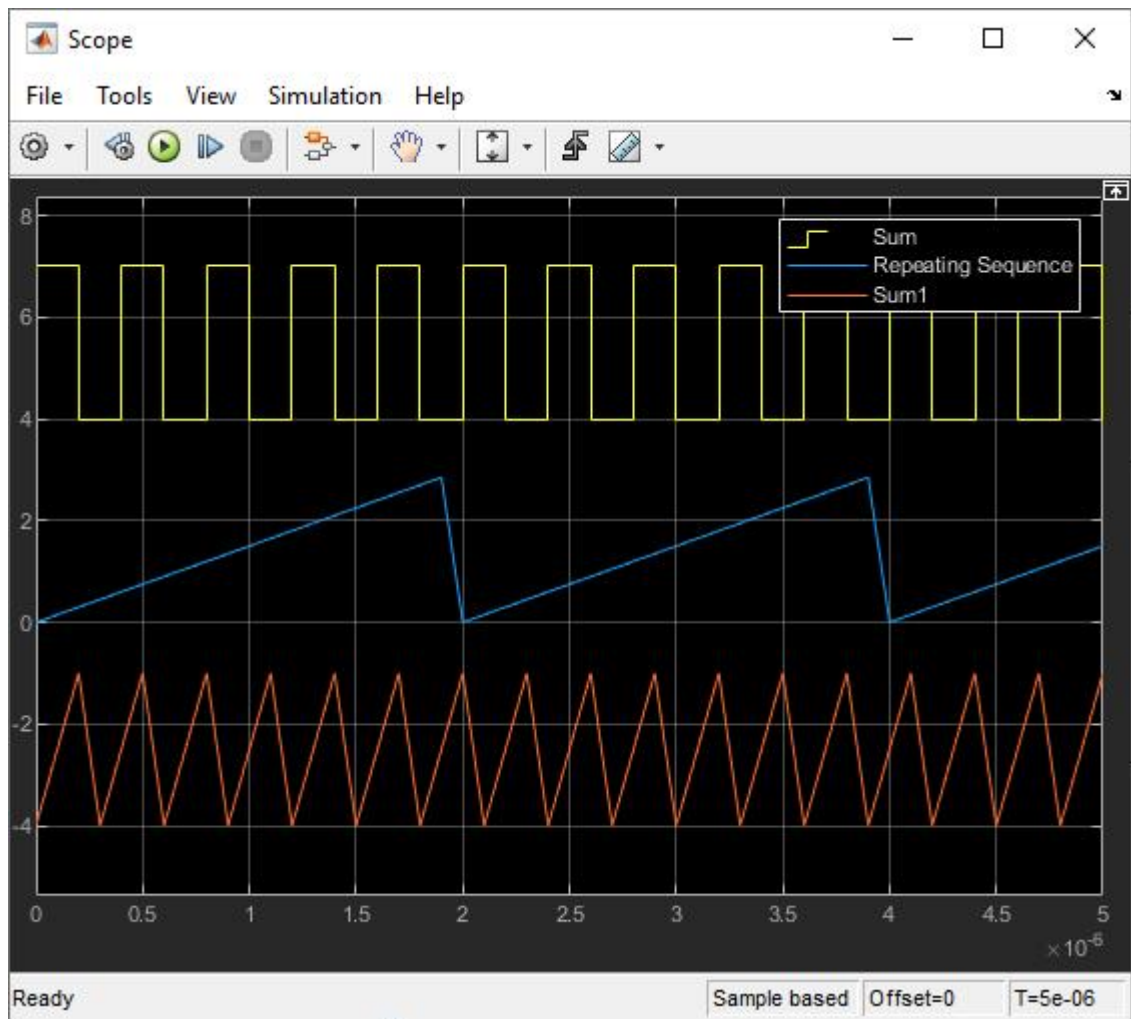 Scope
File Tools View Simulation Help
8
6
4
2
0
-2
-4
Sum
Repeating Sequence
Sum1
0 0.5 1 1.5 2 2.5 3 3.5 4 4.5 5
×10⁻⁶
Ready Sample based Offset=0 T=5e-06